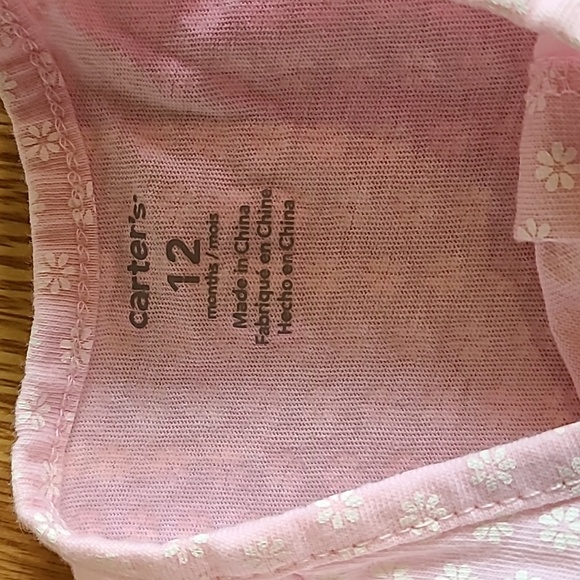 carter's
12
months / mois
Made in China
Fabriqué en Chine
Hecho en China